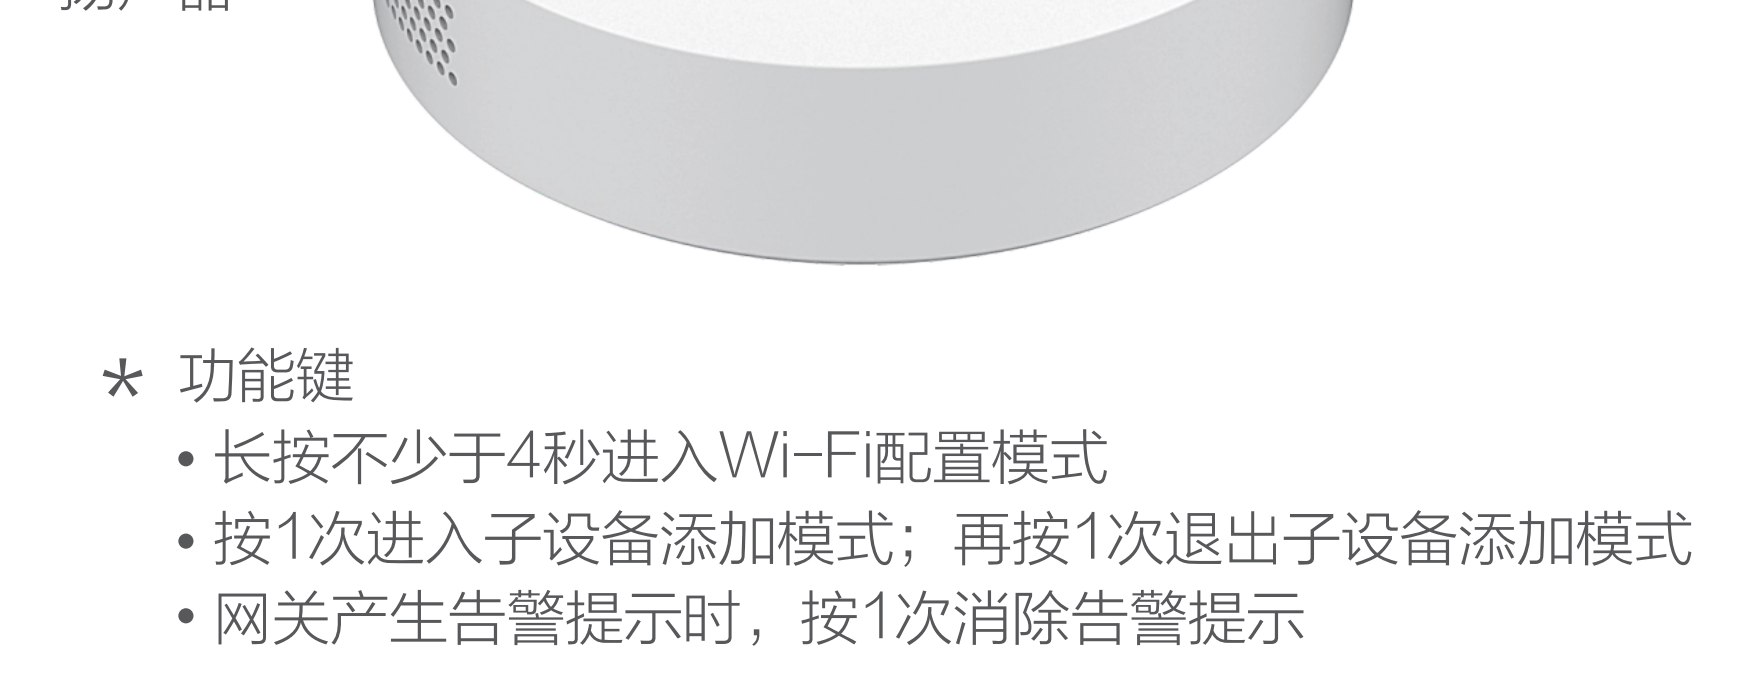 * 功能键
• 长按不少于4秒进入Wi-Fi配置模式
• 按1次进入子设备添加模式；再按1次退出子设备添加模式
• 网关产生告警提示时，按1次消除告警提示